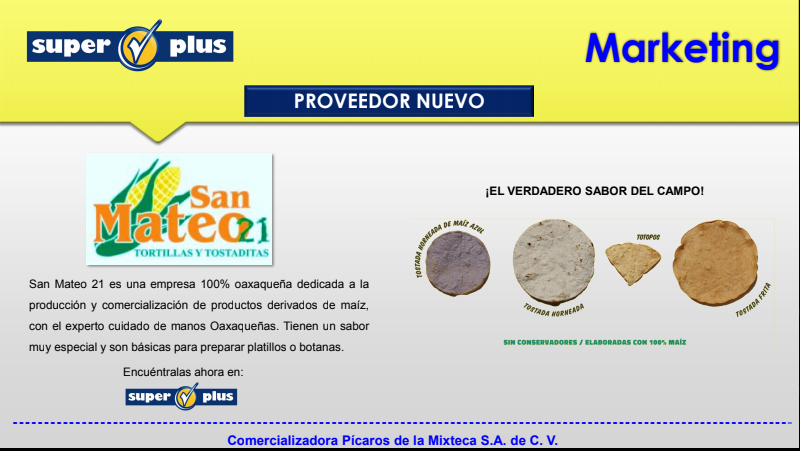 super plus
Marketing
PROVEEDOR NUEVO
San
Mateo 21
TORTILLAS Y TOSTADITAS
San Mateo 21 es una empresa 100% oaxaqueña dedicada a la
producción y comercialización de productos derivados de maíz,
con el experto cuidado de manos Oaxaqueñas. Tienen un sabor
muy especial y son básicas para preparar platillos o botanas.
Encuéntralas ahora en:
super plus
¡EL VERDADERO SABOR DEL CAMPO!
TOSTADA HORNEADA DE MAÍZ AZUL
TOSTADA HORNEADA
TOTOPOS
TOSTADA FRITA
SIN CONSERVADORES / ELABORADAS CON 100% MAÍZ
Comercializadora Pícaros de la Mixteca S.A. de C. V.